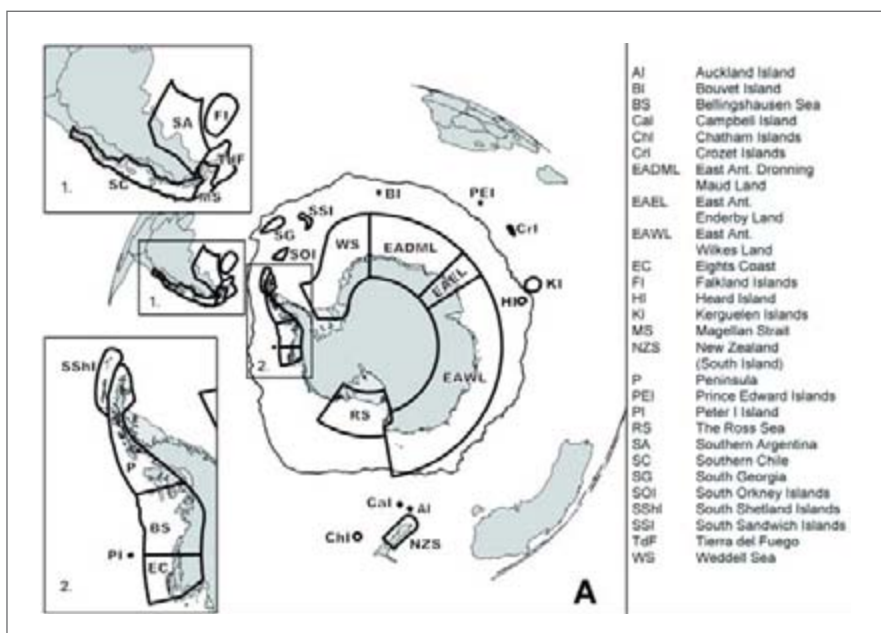 SA
FI
TdF
SC
MS
1.
BI
PEI
SSI
SG
CrI
SOI
WS
EADML
EAEL
KI
HI
1.
2.
EAWL
RS
SShI
P
BS
PI
EC
2.
CaI
AI
ChI
NZS
A
AI Auckland Island
BI Bouvet Island
BS Bellingshausen Sea
CaI Campbell Island
ChI Chatham Islands
CrI Crozet Islands
EADML East Ant. Dronning
Maud Land
EAEL East Ant.
Enderby Land
EAWL East Ant.
Wilkes Land
EC Eights Coast
FI Falkland Islands
HI Heard Island
KI Kerguelen Islands
MS Magellan Strait
NZS New Zealand
(South Island)
P Peninsula
PEI Prince Edward Islands
PI Peter I Island
RS The Ross Sea
SA Southern Argentina
SC Southern Chile
SG South Georgia
SOI South Orkney Islands
SShI South Shetland Islands
SSI South Sandwich Islands
TdF Tierra del Fuego
WS Weddell Sea